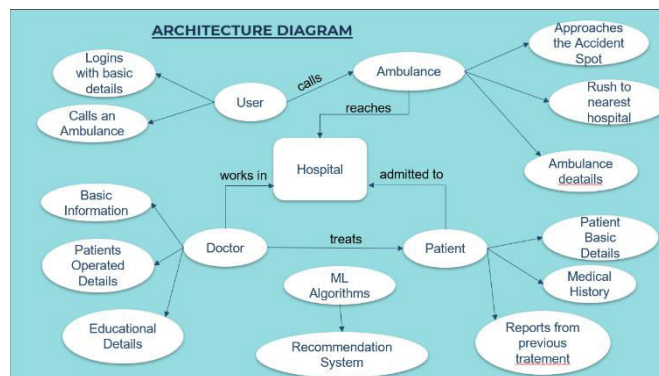 ARCHITECTURE DIAGRAM
Logins
with basic
details
Calls an
Ambulance
User
calls
Ambulance
Approaches
the Accident
Spot
Rush to
nearest
hospital
Ambulance
deatails
reaches
Hospital
works in
admitted to
Basic
Information
Patients
Operated
Details
Educational
Details
Doctor
treats
Patient
Patient
Basic
Details
Medical
History
Reports from
previous
tratement
ML
Algorithms
Recommendation
System